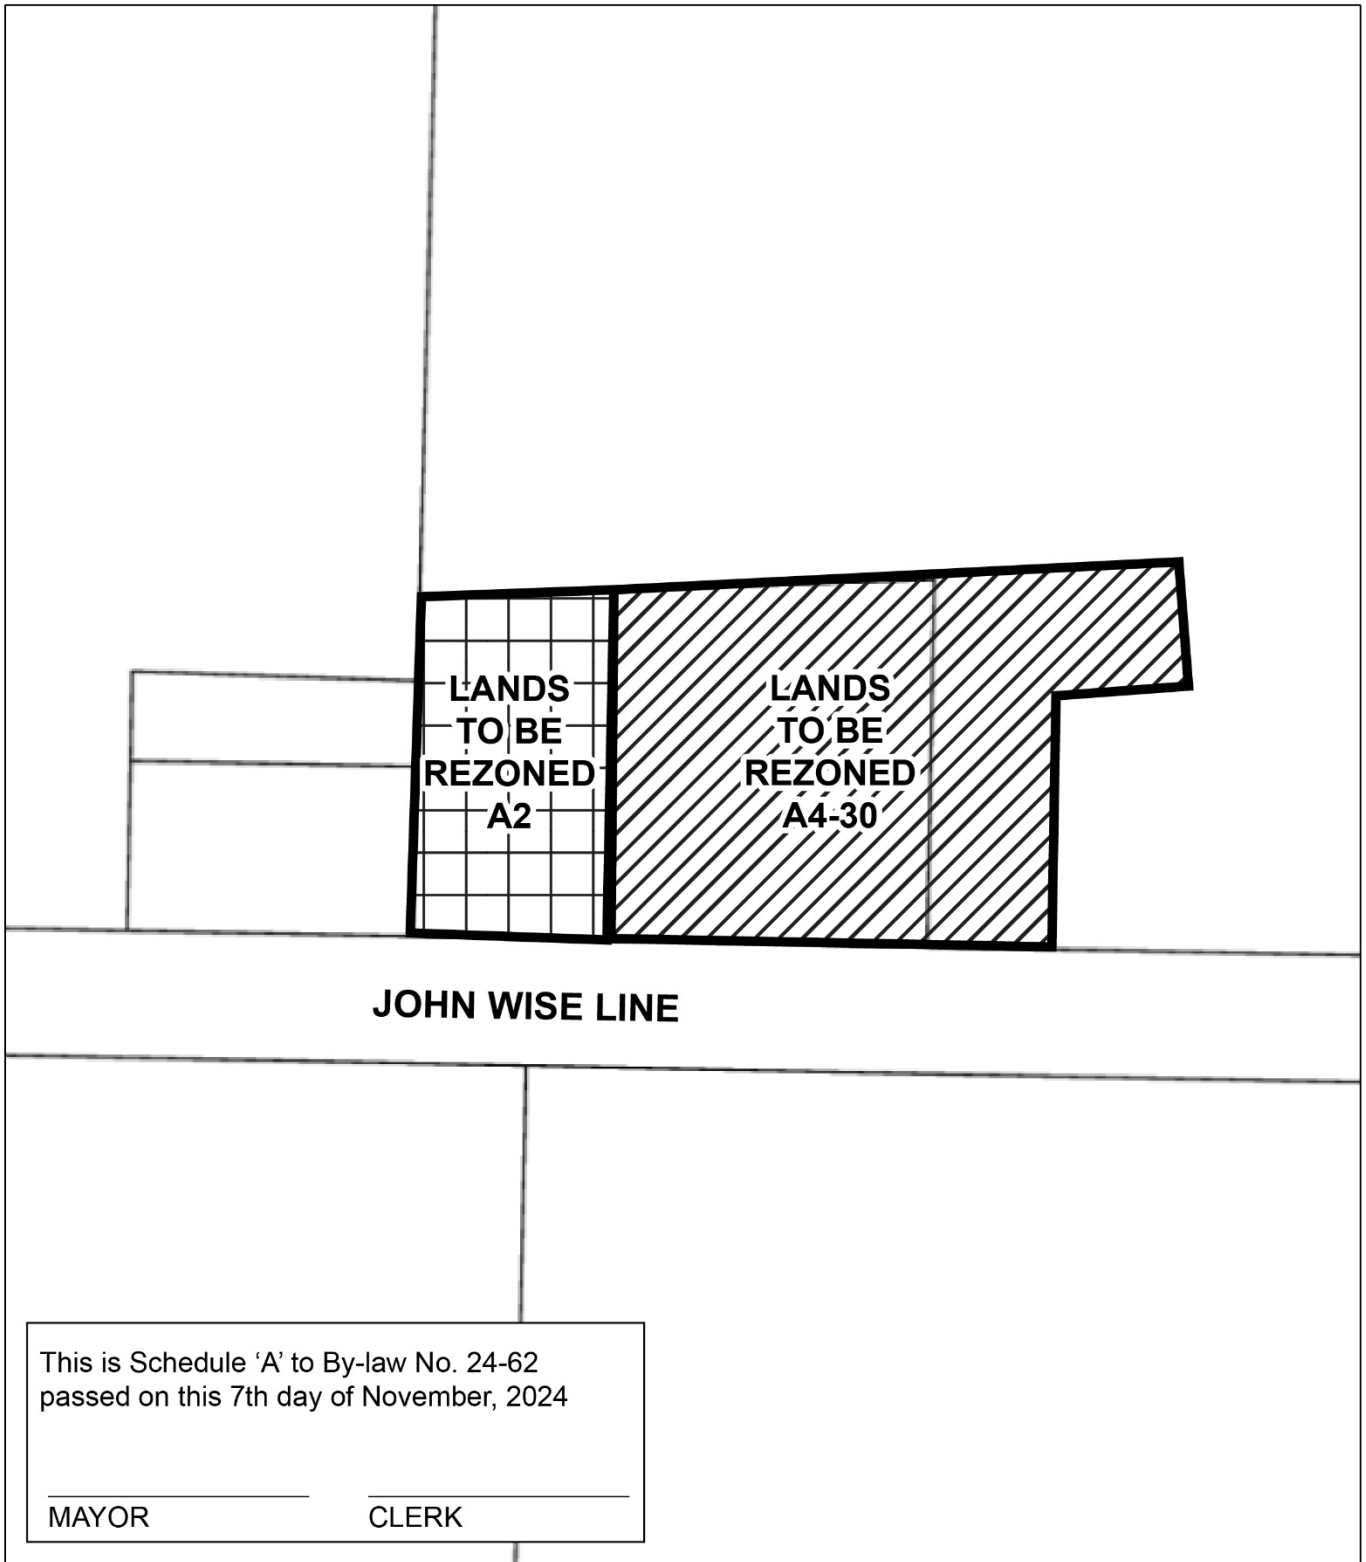 LANDS
TO BE
REZONED
A2
LANDS
TO BE
REZONED
A4-30
JOHN WISE LINE
This is Schedule ‘A’ to By-law No. 24-62
passed on this 7th day of November, 2024
MAYOR
CLERK